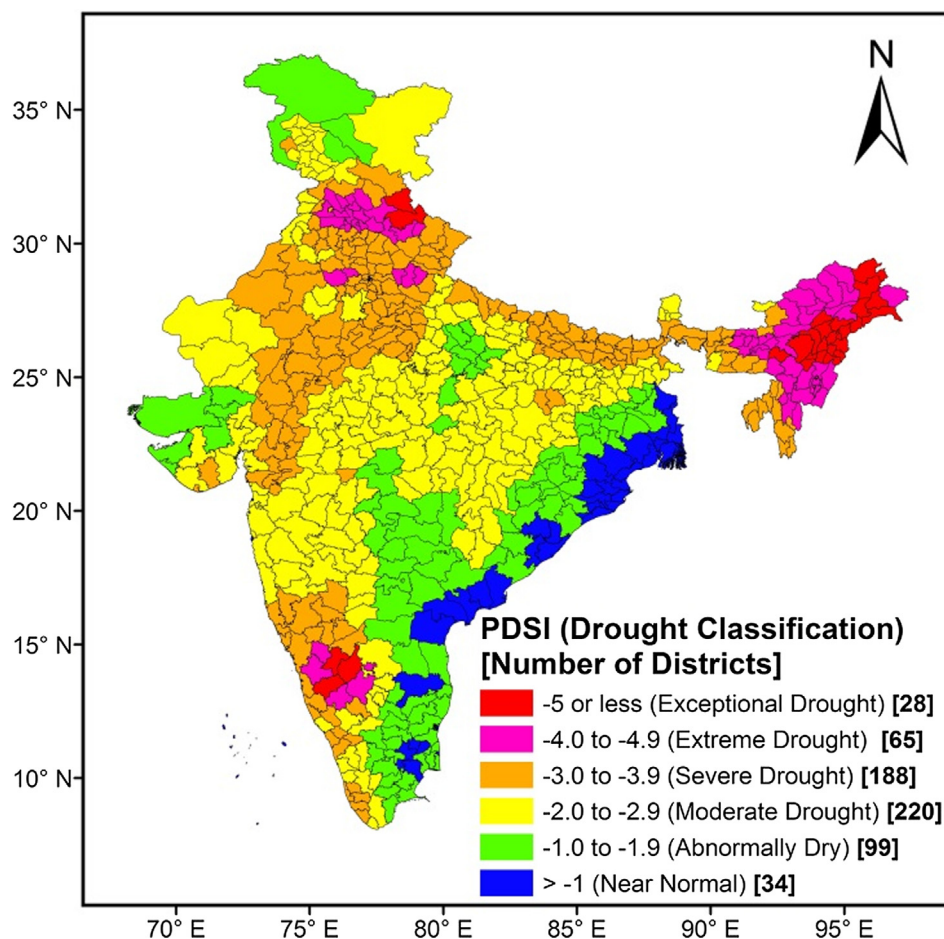 N
35° N
30° N
25° N
20° N
15° N
10° N
PDSI (Drought Classification)
[Number of Districts]
-5 or less (Exceptional Drought) [28]
-4.0 to -4.9 (Extreme Drought) [65]
-3.0 to -3.9 (Severe Drought) [188]
-2.0 to -2.9 (Moderate Drought) [220]
-1.0 to -1.9 (Abnormally Dry) [99]
> -1 (Near Normal) [34]
70° E 75° E 80° E 85° E 90° E 95° E